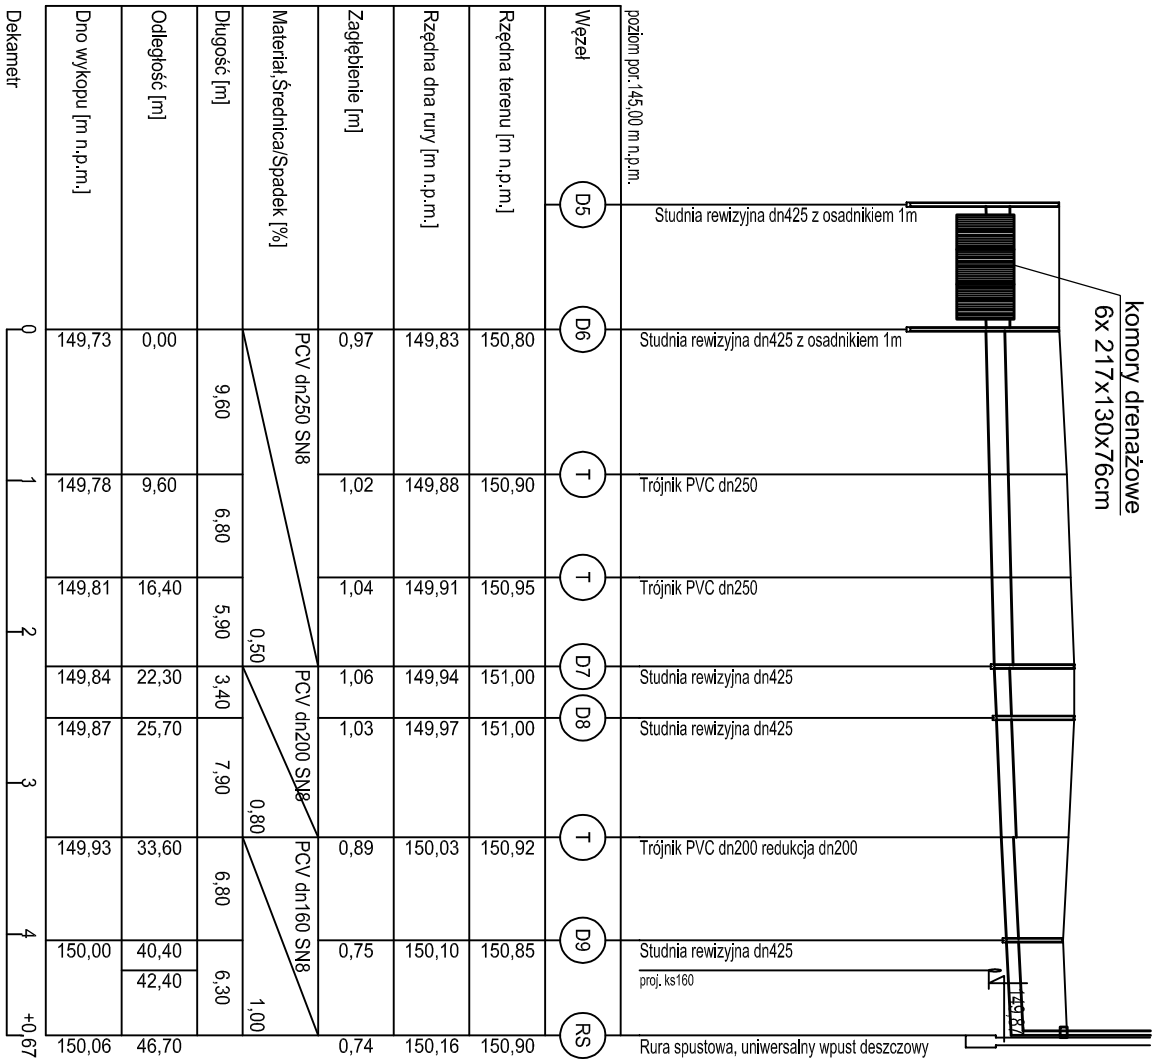 komory drenażowe
6x 217x130x76cm
149,87
poziom por.145,00 m n.p.m.
Studnia rewizyjna dn425 z osadnikiem 1m
Studnia rewizyjna dn425 z osadnikiem 1m
Trójnik PVC dn250
Trójnik PVC dn250
Studnia rewizyjna dn425
Studnia rewizyjna dn425
Trójnik PVC dn200 redukcja dn200
Studnia rewizyjna dn425
proj. ks160
Rura spustowa, uniwersalny wpust deszczowy
Węzeł D5 D6 T T D7 D8 T D9 RS
Rzędna terenu [m n.p.m.] 150,80 150,90 150,95 151,00 151,00 150,92 150,85 150,90
Rzędna dna rury [m n.p.m.] 149,83 149,88 149,91 149,94 149,97 150,03 150,10 150,16
Zagłębienie [m] 0,97 1,02 1,04 1,06 1,03 0,89 0,75 0,74
Materiał,Średnica/Spadek [%] PCV dn250 SN8 0,50 PCV dn200 SN8 0,80 PCV dn160 SN8 1,00
Długość [m] 9,60 6,80 5,90 3,40 7,90 6,80 6,30
Odległość [m] 0,00 9,60 16,40 22,30 25,70 33,60 40,40 42,40 46,70
Dno wykopu [m n.p.m.] 149,73 149,78 149,81 149,84 149,87 149,93 150,00 150,06
Dekametr 0 1 2 3 4 +0,67